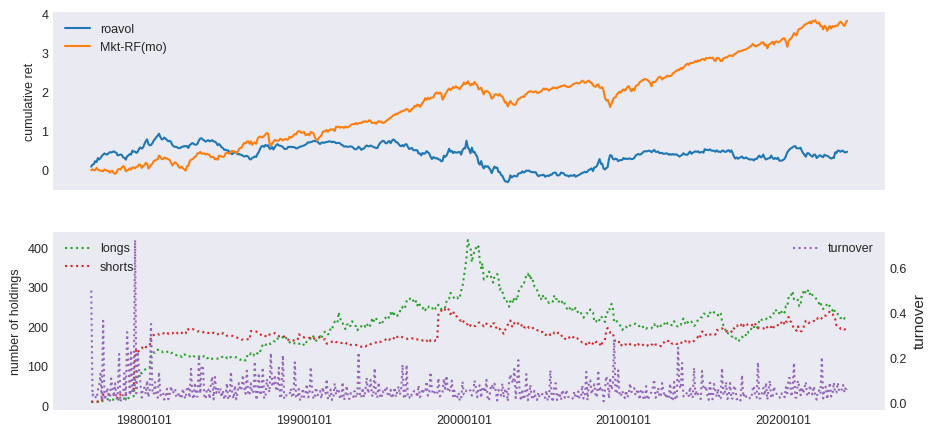 4
3
2
1
0
cumulative ret
roavol
Mkt-RF(mo)
400
300
200
100
0
number of holdings
longs
shorts
turnover
0.6
0.4
0.2
0.0
turnover
19800101
19900101
20000101
20100101
20200101